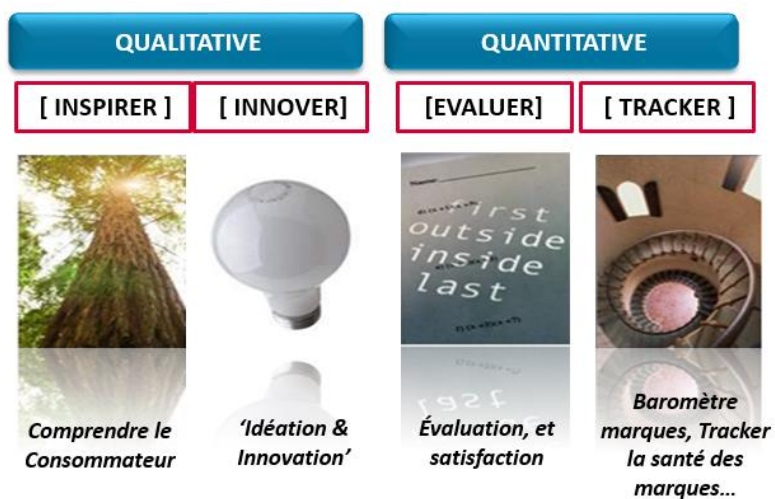 QUALITATIVE
QUANTITATIVE
[ INSPIRER ]
[ INNOVER]
[EVALUER]
[ TRACKER ]
Name:
first
outside
inside
last
Comprendre le
Consommateur
‘Idéation &
Innovation’
Évaluation, et
satisfaction
Baromètre
marques, Tracker
la santé des
marques…